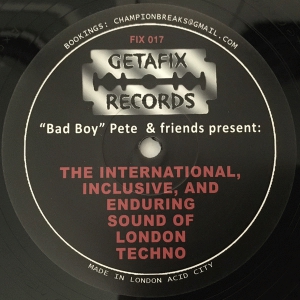 BOOKINGS: CHAMPIONBREAKS@GMAIL.COM
FIX 017
GETAFIX
RECORDS
"Bad Boy" Pete & friends present:
THE INTERNATIONAL,
INCLUSIVE, AND
ENDURING
SOUND OF
LONDON
TECHNO
MADE IN LONDON ACID CITY